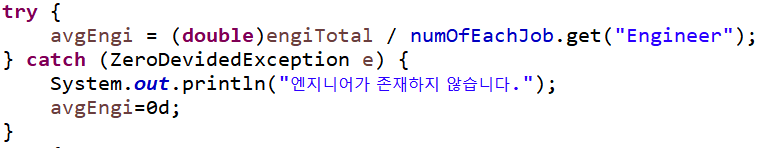 try {
    avgEngi = (double)engiTotal / numOfEachJob.get("Engineer");
} catch (ZeroDevidedException e) {
    System.out.println("엔지니어가 존재하지 않습니다.");
    avgEngi=0d;
}